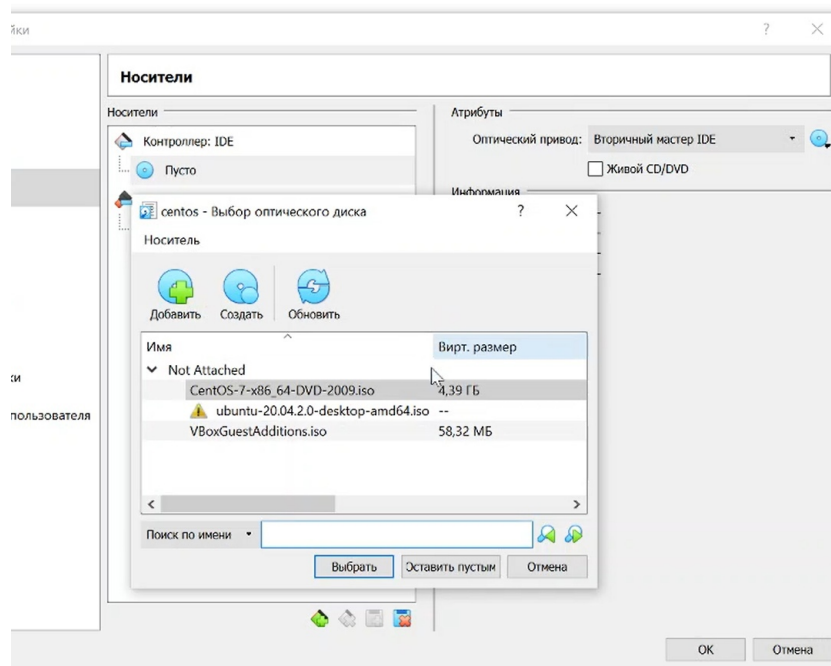 йки
?
Носители
Носители
Контроллер: IDE
Пусто
Атрибуты
Оптический привод: Вторичный мастер IDE
Живой CD/DVD
Информация
centos - Выбор оптического диска
?
Носитель
Добавить Создать Обновить
Имя Вирт. размер
Not Attached
CentOS-7-x86_64-DVD-2009.iso 4,39 ГБ
ubuntu-20.04.2.0-desktop-amd64.iso --
VBoxGuestAdditions.iso 58,32 МБ
ки
пользователя
Поиск по имени
Выбрать Оставить пустым Отмена
OK Отмена